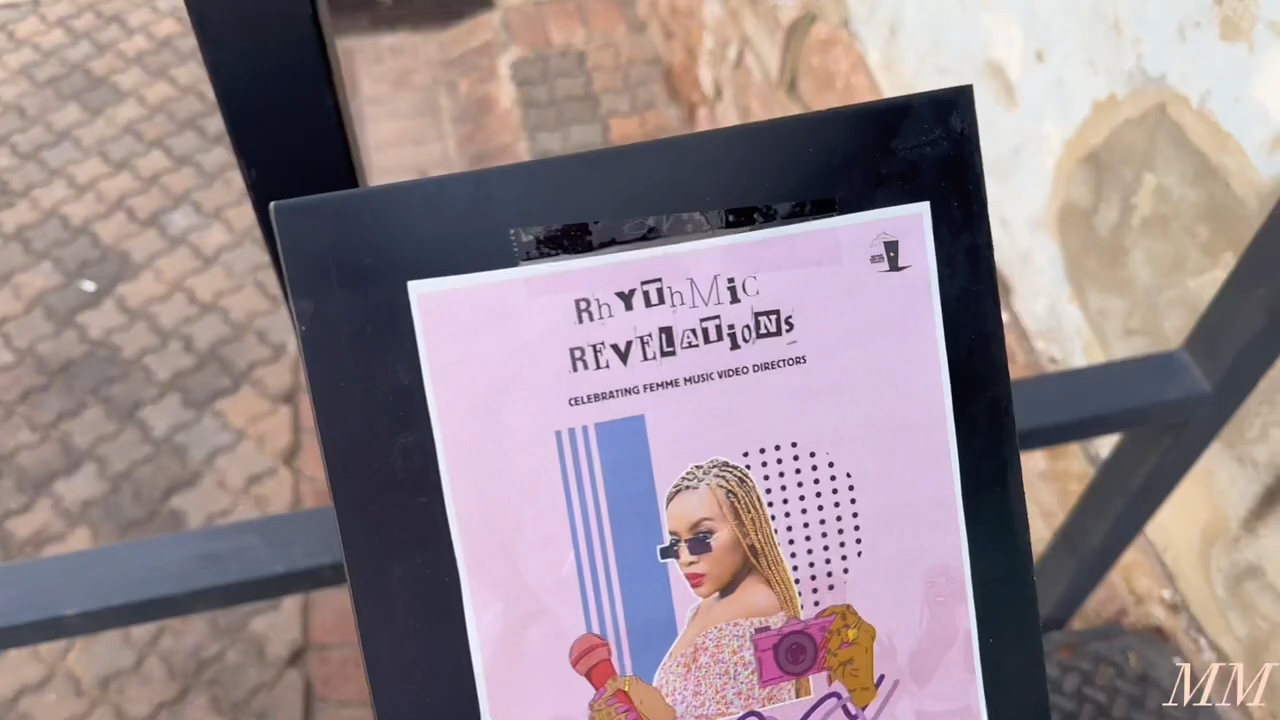 RhYThMiC
REVELATiONs
CELEBRATING FEMME MUSIC VIDEO DIRECTORS
MM